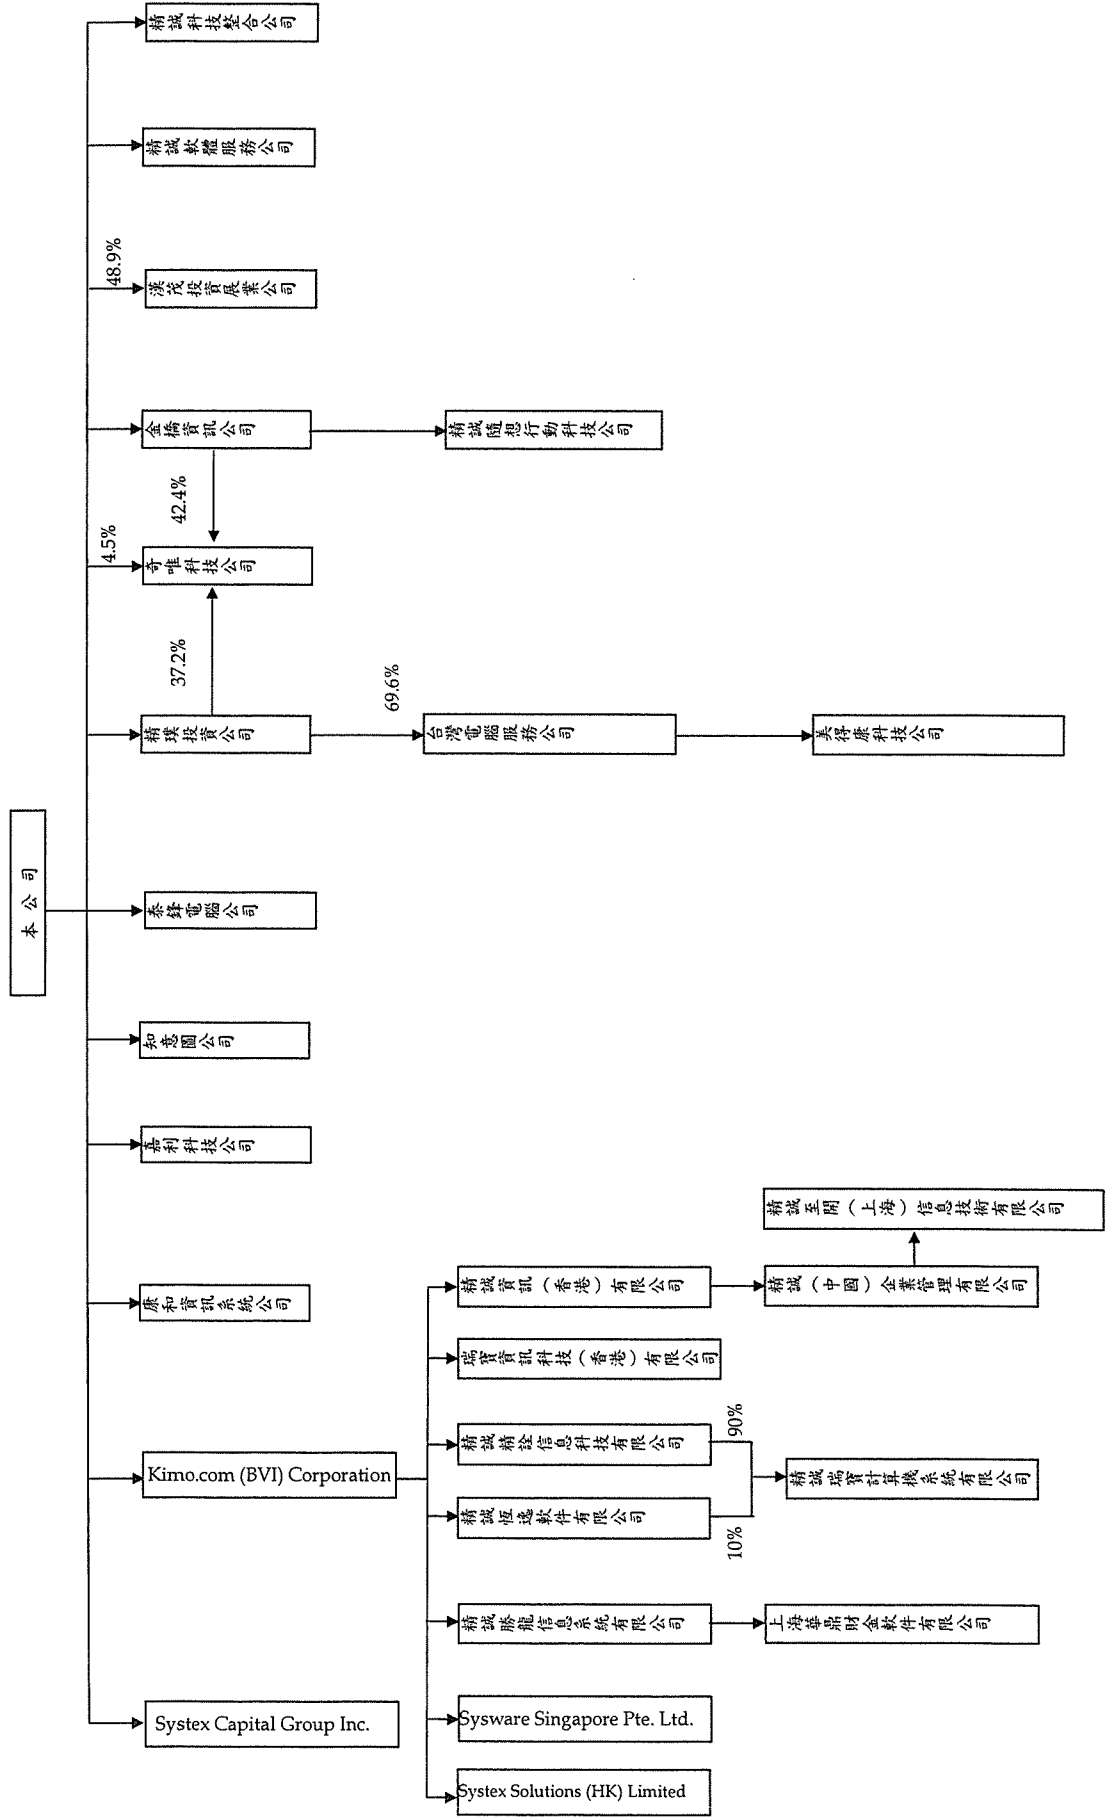 精誠科技整合公司
精誠軟體服務公司
48.9%
漢茂投資展業公司
金橋資訊公司
精誠隨想行動科技公司
42.4%
4.5%
奇唯科技公司
37.2%
69.6%
精璞投資公司
台灣電腦服務公司
美得康科技公司
本公司
泰鋒電腦公司
知意圖公司
嘉利科技公司
精誠至開（上海）信息技術有限公司
康和資訊系統公司
精誠資訊（香港）有限公司
精誠（中國）企業管理有限公司
瑞寶資訊科技（香港）有限公司
Kimo.com (BVI) Corporation
精誠精詮信息科技有限公司
90%
精誠瑞寶計算機系統有限公司
精誠恆逸軟件有限公司
10%
精誠勝龍信息系統有限公司
上海華鼎財金軟件有限公司
Systex Capital Group Inc.
Sysware Singapore Pte. Ltd.
Systex Solutions (HK) Limited